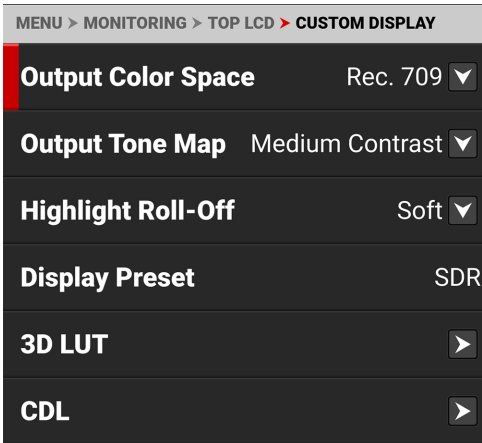 MENU > MONITORING > TOP LCD > CUSTOM DISPLAY
Output Color Space Rec. 709
Output Tone Map Medium Contrast
Highlight Roll-Off Soft
Display Preset SDR
3D LUT
CDL